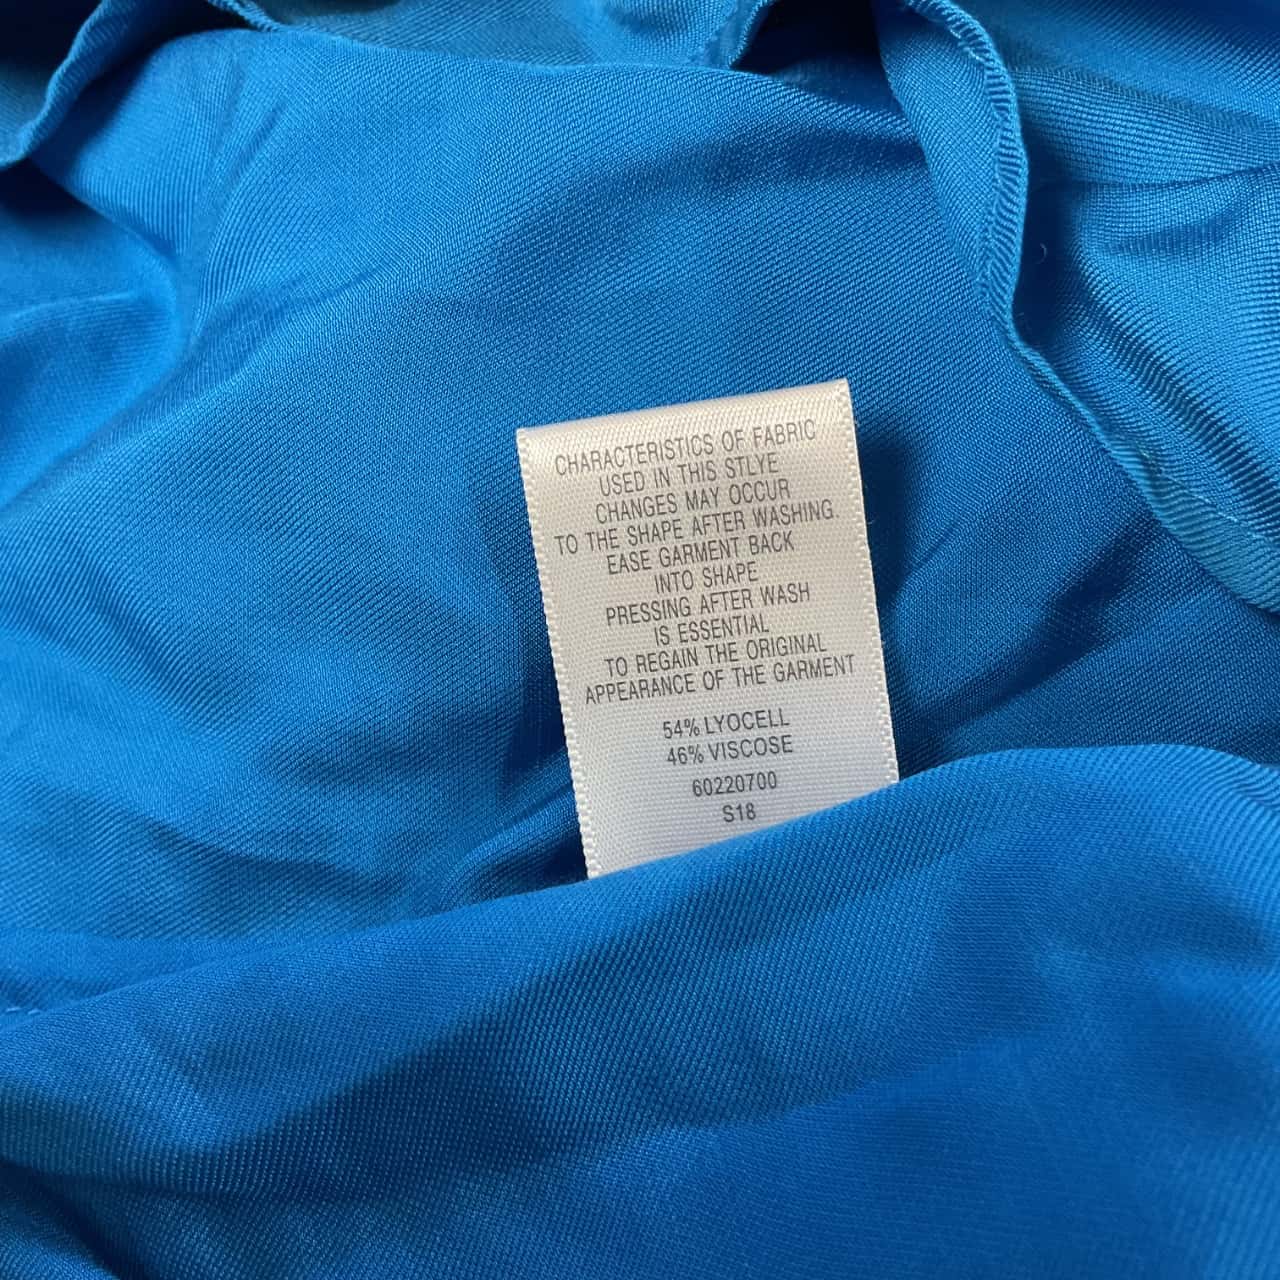 CHARACTERISTICS OF FABRIC
USED IN THIS STLYE
CHANGES MAY OCCUR
TO THE SHAPE AFTER WASHING.
EASE GARMENT BACK
INTO SHAPE
PRESSING AFTER WASH
IS ESSENTIAL
TO REGAIN THE ORIGINAL
APPEARANCE OF THE GARMENT
54% LYOCELL
46% VISCOSE
60220700
S18